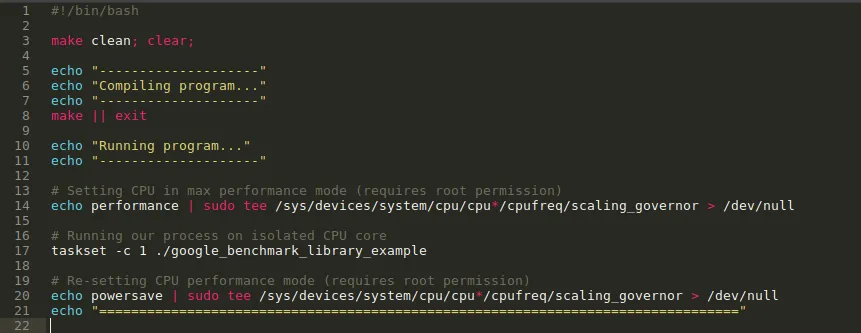 1 #!/bin/bash
2
3 make clean; clear;
4
5 echo "--------------------"
6 echo "Compiling program..."
7 echo "--------------------"
8 make || exit
9
10 echo "Running program..."
11 echo "--------------------"
12
13 # Setting CPU in max performance mode (requires root permission)
14 echo performance | sudo tee /sys/devices/system/cpu/cpu*/cpufreq/scaling_governor > /dev/null
15
16 # Running our process on isolated CPU core
17 taskset -c 1 ./google_benchmark_library_example
18
19 # Re-setting CPU performance mode (requires root permission)
20 echo powersave | sudo tee /sys/devices/system/cpu/cpu*/cpufreq/scaling_governor > /dev/null
21 echo "================================================================================"
22